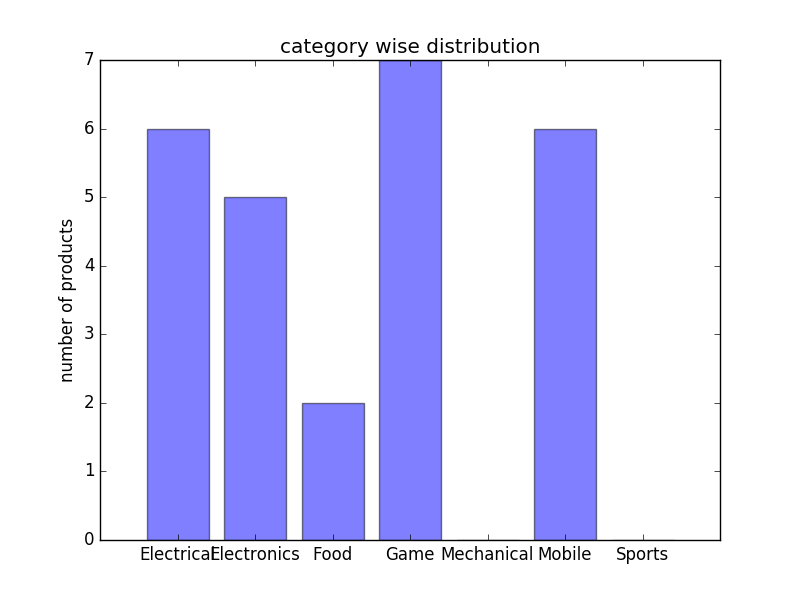 category wise distribution
number of products
7
6
5
4
3
2
1
0
Electrical Electronics Food Game Mechanical Mobile Sports